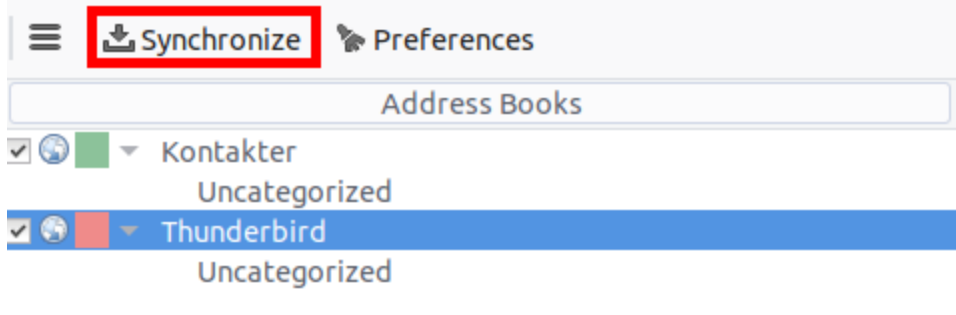 Synchronize Preferences
Address Books
Kontakter
Uncategorized
Thunderbird
Uncategorized